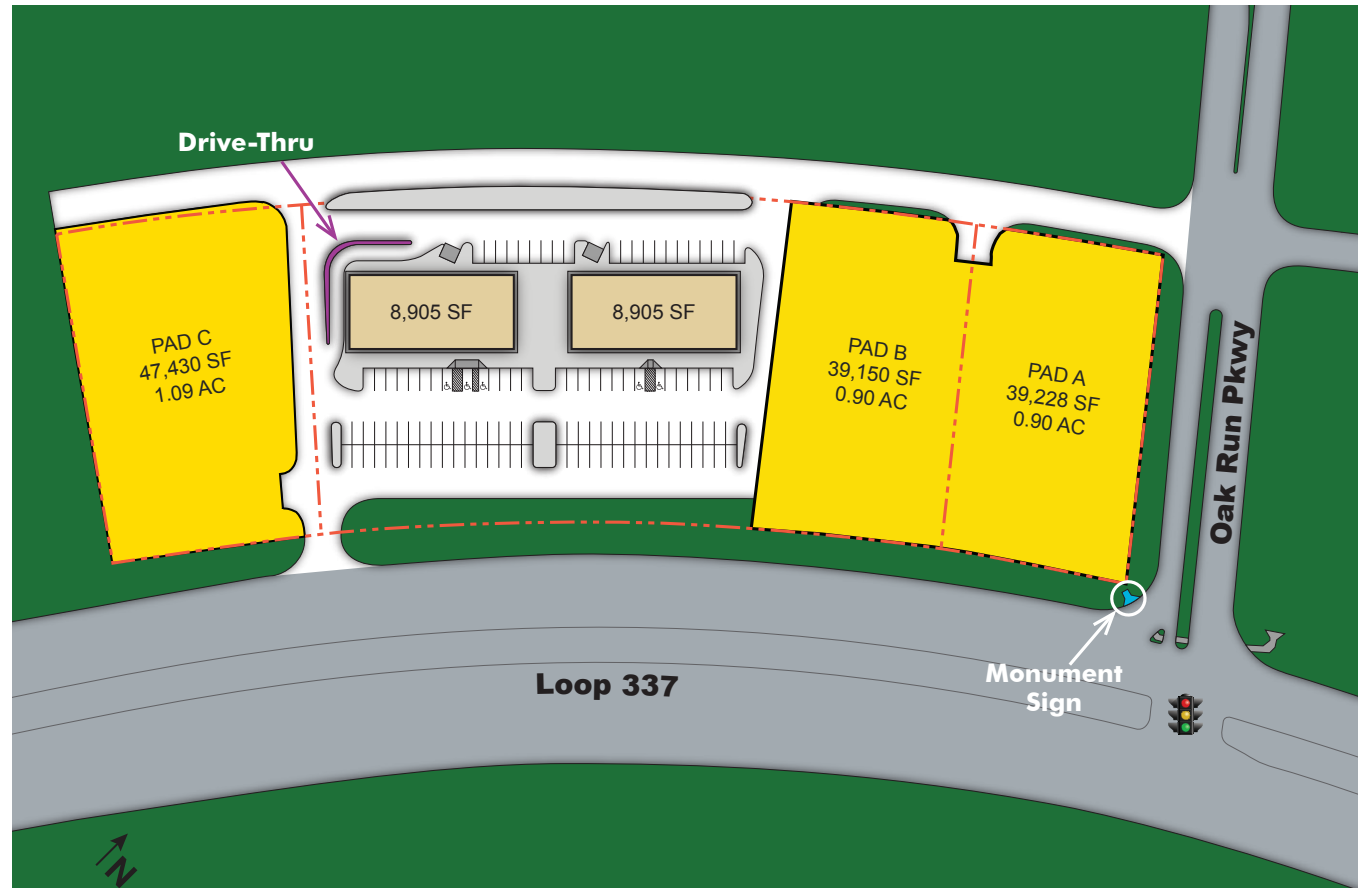 Drive-Thru
8,905 SF
8,905 SF
PAD C
47,430 SF
1.09 AC
PAD B
39,150 SF
0.90 AC
PAD A
39,228 SF
0.90 AC
Oak Run Pkwy
Monument
Sign
Loop 337
N